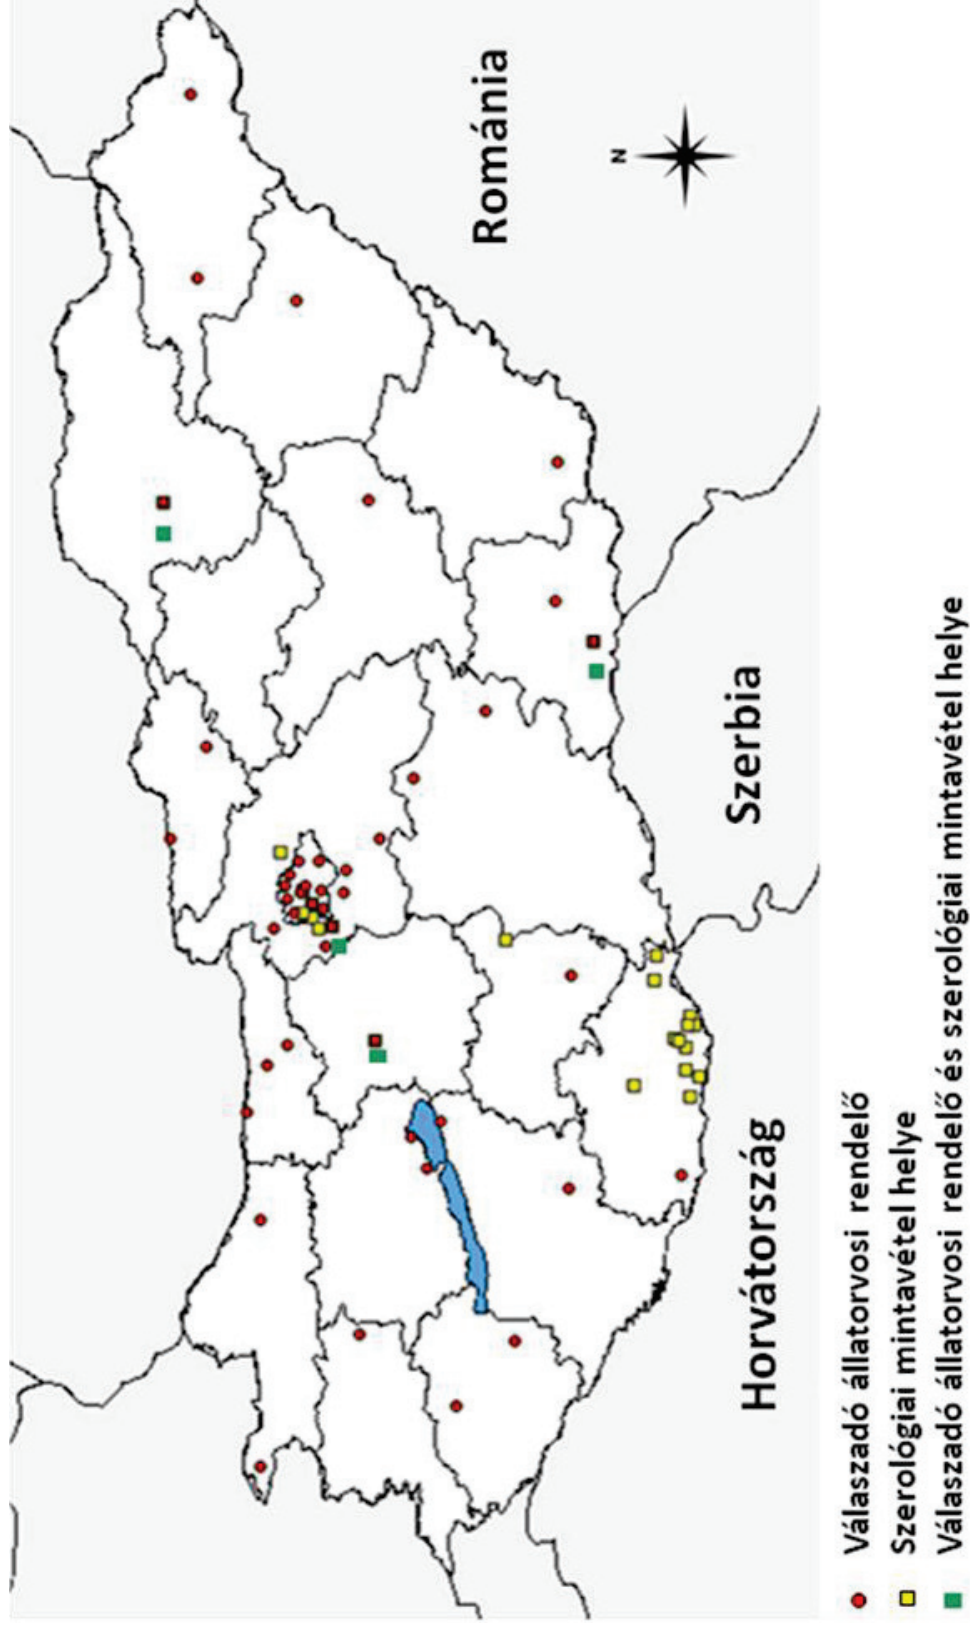 Románia
N
Szerbia
Horvátország
Válaszadó állatorvosi rendelő
Szerológiai mintavétel helye
Válaszadó állatorvosi rendelő és szerológiai mintavétel helye